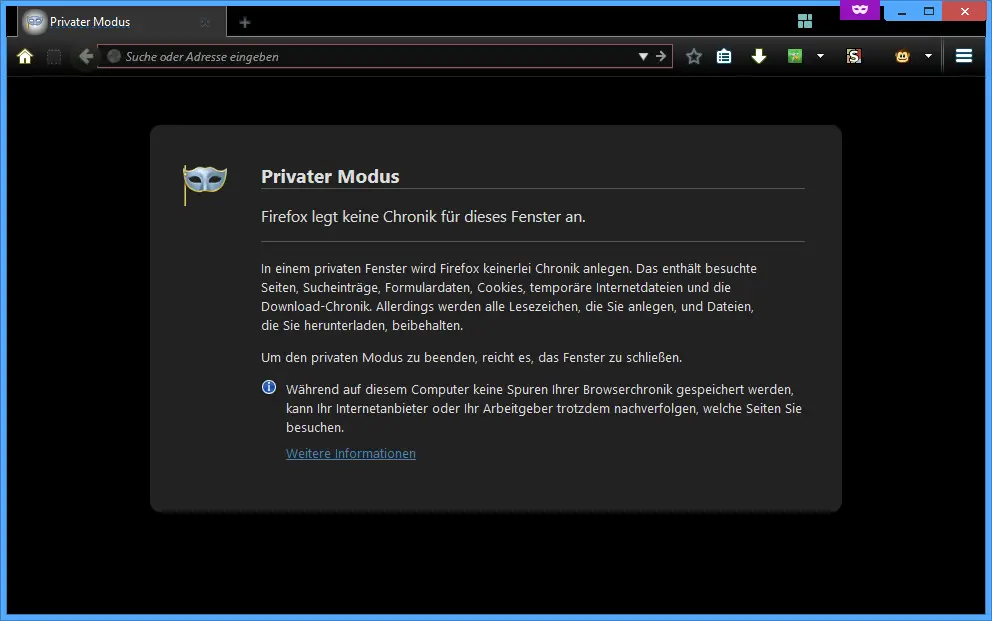 Privater Modus
Suche oder Adresse eingeben
S
Privater Modus
Firefox legt keine Chronik für dieses Fenster an.
In einem privaten Fenster wird Firefox keinerlei Chronik anlegen. Das enthält besuchte
Seiten, Sucheinträge, Formulardaten, Cookies, temporäre Internetdateien und die
Download-Chronik. Allerdings werden alle Lesezeichen, die Sie anlegen, und Dateien,
die Sie herunterladen, beibehalten.
Um den privaten Modus zu beenden, reicht es, das Fenster zu schließen.
Während auf diesem Computer keine Spuren Ihrer Browserchronik gespeichert werden,
kann Ihr Internetanbieter oder Ihr Arbeitgeber trotzdem nachverfolgen, welche Seiten Sie
besuchen.
Weitere Informationen